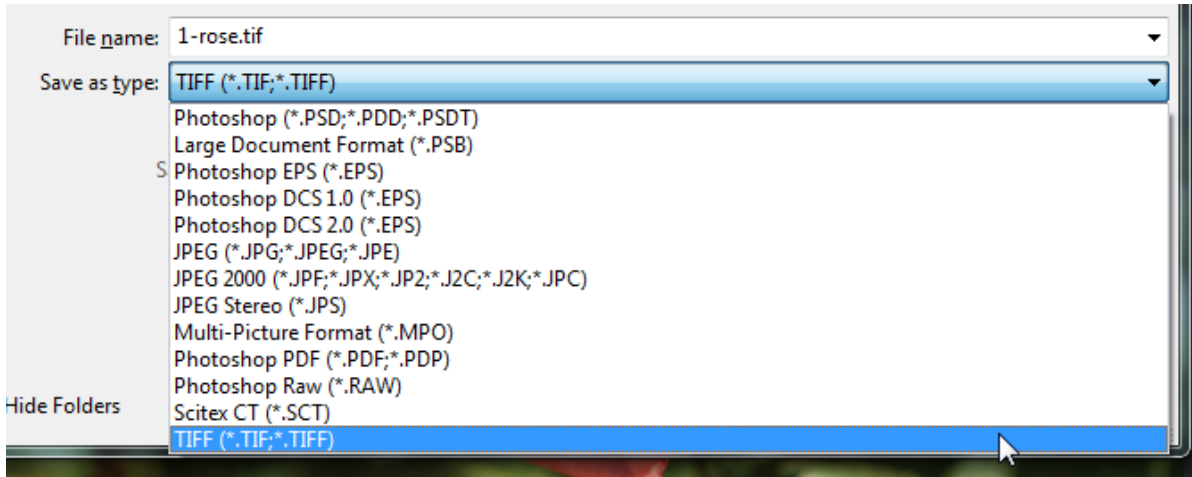 File name: 1-rose.tif
Save as type: TIFF (*.TIF;*.TIFF)
Photoshop (*.PSD;*.PDD;*.PSDT)
Large Document Format (*.PSB)
S Photoshop EPS (*.EPS)
Photoshop DCS 1.0 (*.EPS)
Photoshop DCS 2.0 (*.EPS)
JPEG (*.JPG;*.JPEG;*.JPE)
JPEG 2000 (*.JPF;*.JPX;*.JP2;*.J2C;*.J2K;*.JPC)
JPEG Stereo (*.JPS)
Multi-Picture Format (*.MPO)
Photoshop PDF (*.PDF;*.PDP)
Photoshop Raw (*.RAW)
Hide Folders
Scitex CT (*.SCT)
TIFF (*.TIF;*.TIFF)